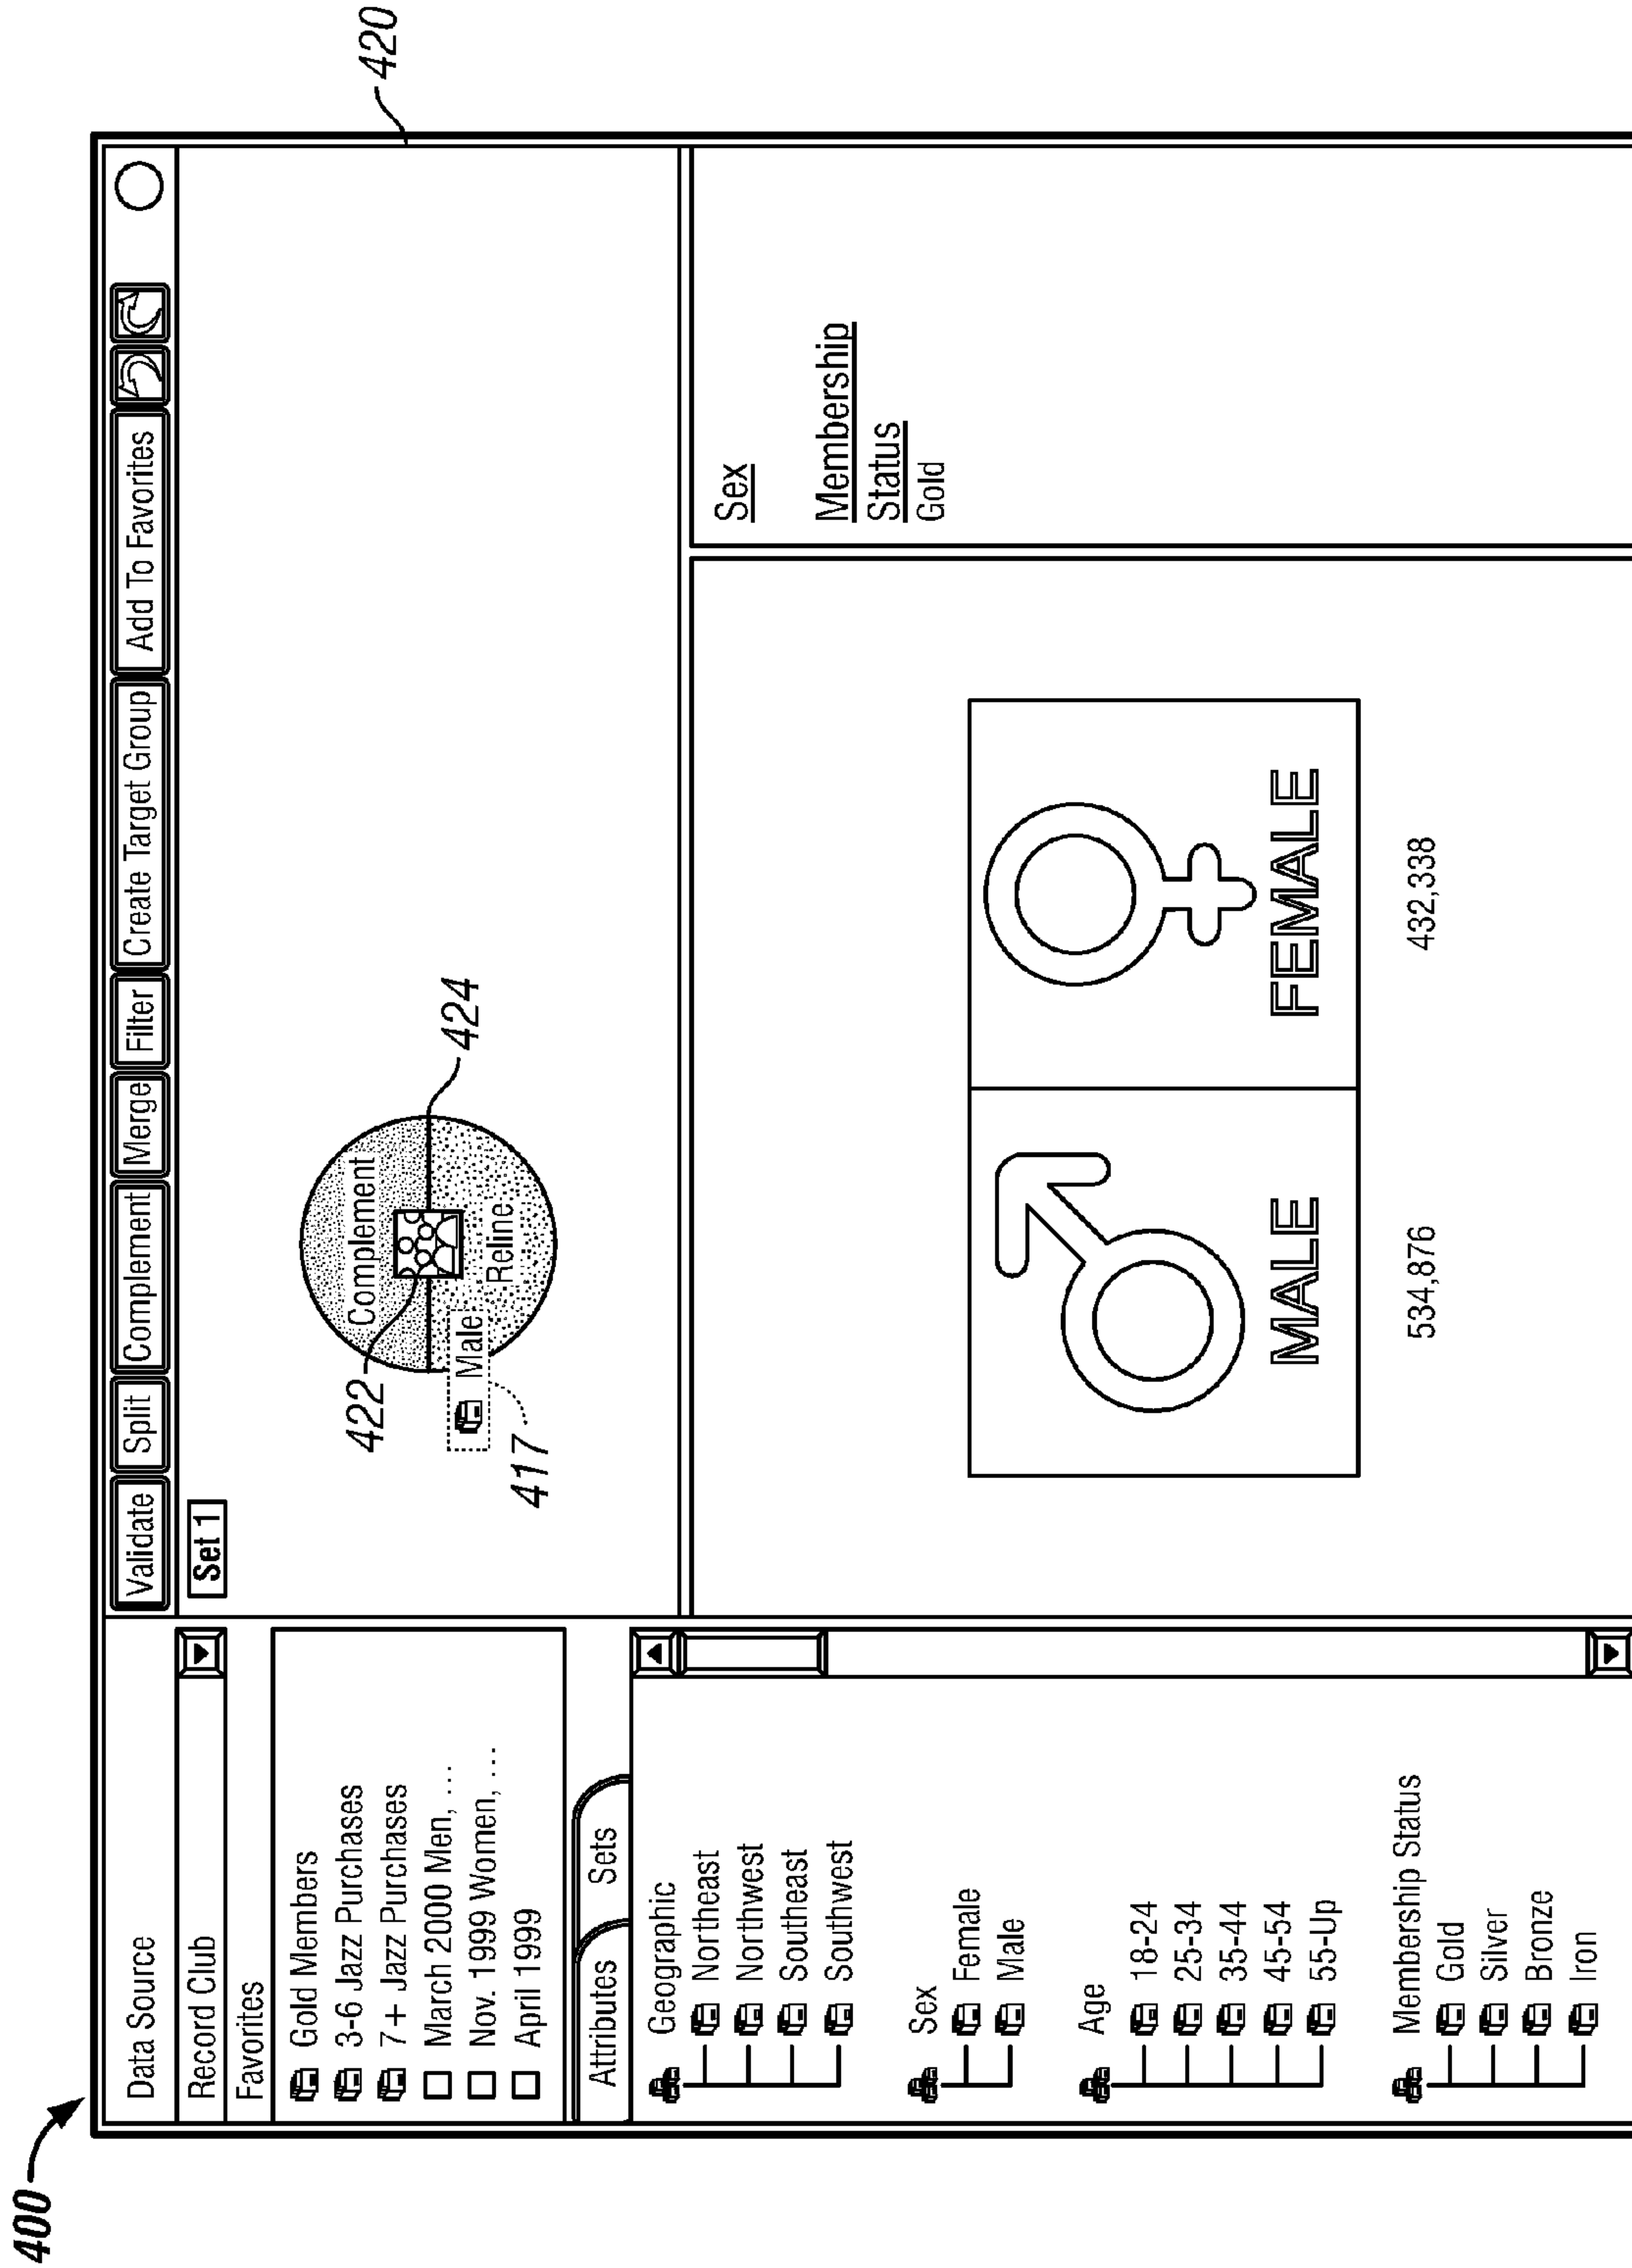 400
420
Data Source
Validate Split Complement Merge Filter Create Target Group Add To Favorites
Record Club
Set 1
Favorites
Gold Members
3-6 Jazz Purchases
7+ Jazz Purchases
March 2000 Men, ...
Nov. 1999 Women, ...
April 1999
Complement
422
424
Reline
Male
417
Attributes Sets
Geographic
Northeast
Northwest
Southeast
Southwest
Sex
Female
Male
Age
18-24
25-34
35-44
45-54
55-Up
Membership Status
Gold
Silver
Bronze
Iron
MALE FEMALE
534,876 432,338
Sex
Membership
Status
Gold